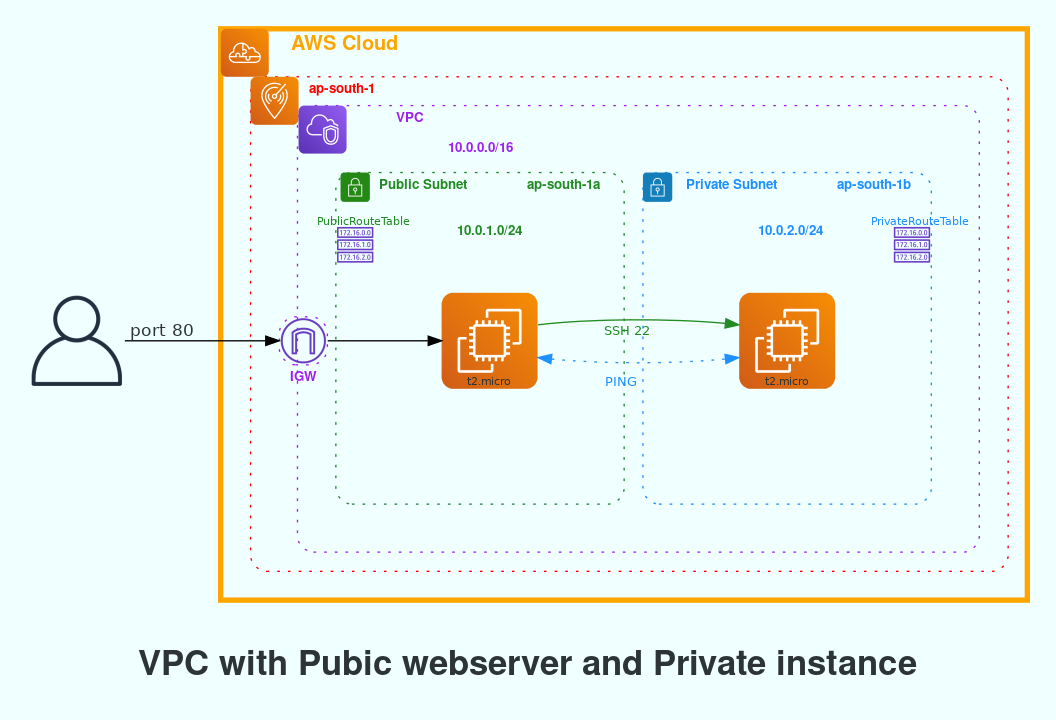 AWS Cloud
ap-south-1
VPC
10.0.0.0/16
Public Subnet ap-south-1a
Private Subnet ap-south-1b
PublicRouteTable
PrivateRouteTable
10.0.1.0/24
10.0.2.0/24
172.16.0.0
172.16.1.0
172.16.2.0
172.16.0.0
172.16.1.0
172.16.2.0
port 80
SSH 22
IGW
t2.micro
PING
t2.micro
VPC with Pubic webserver and Private instance